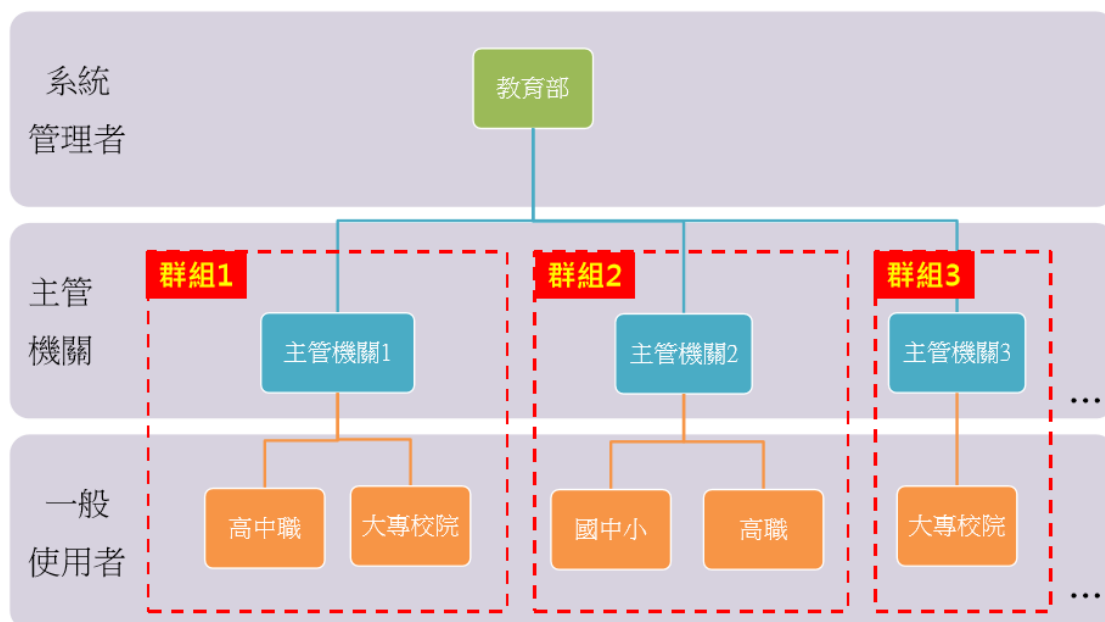 系統
管理者
教育部
主管
機關
群組1
群組2
群組3
主管機關1
主管機關2
主管機關3
...
一般
使用者
高中職
大專校院
國中小
高職
大專校院
...